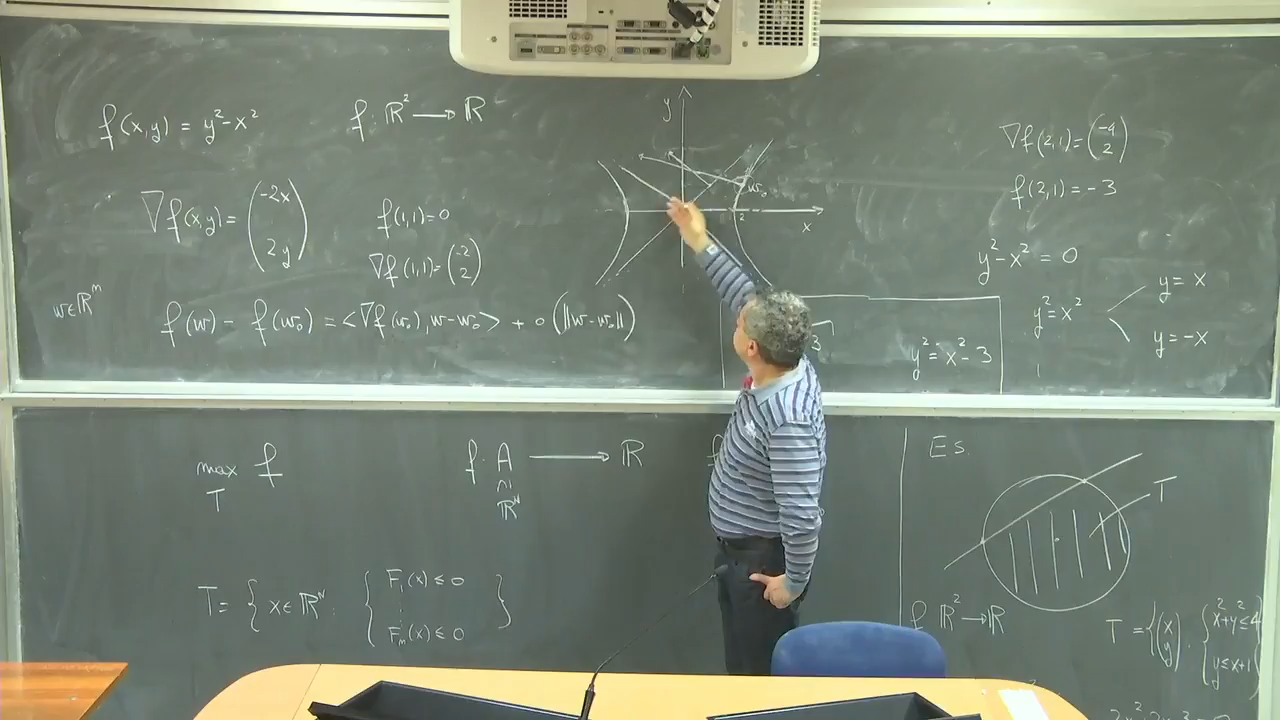 f(x,y) = y²-x²
f: ℝ² → ℝ
∇f(x,y) = (-2x 2y)
f(1,1)=0
∇f(1,1) = (-2 2)
w∈ℝᵐ
f(w) - f(w₀) = <∇f(w₀), w-w₀> + o(‖w-w₀‖)
y
w₀
2
x
∇f(2,1) = (-4 2)
f(2,1) = -3
y²-x² = 0
y²=x²
y=x
y=-x
3
y²=x²-3
max f
T
f: A → ℝ
∩
ℝᴺ
T = { x∈ℝᴺ : { F₁(x) ≤ 0
⋮
Fₘ(x) ≤ 0 }
Es.
T
f: ℝ² → ℝ
T = {(x y) : { x²+y² ≤ 4
y ≤ x+1 }